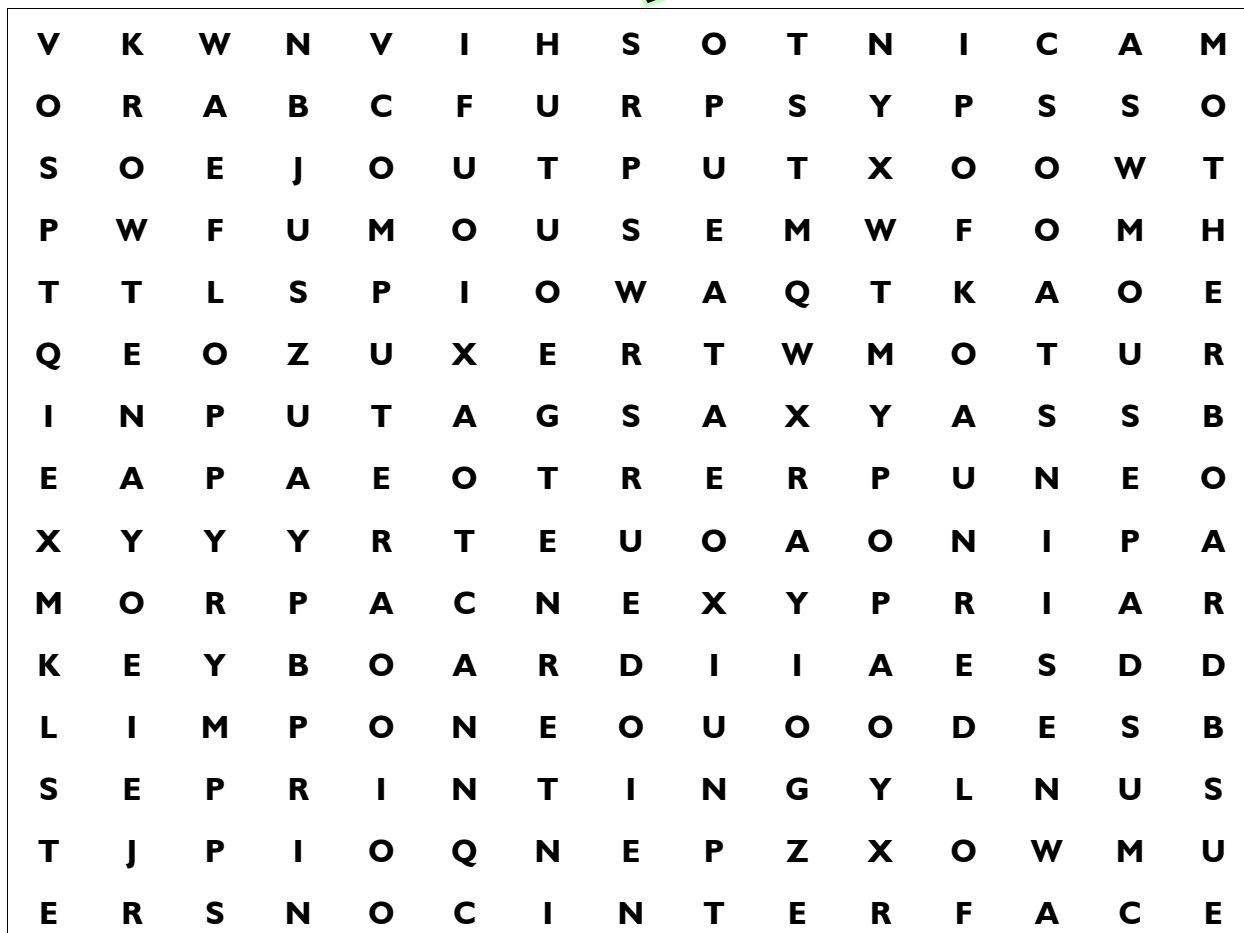 V K W N V I H S O T N I C A M
O R A B C F U R P S Y P S S O
S O E J O U T P U T X O O W T
P W F U M O U S E M W F O M H
T T L S P I O W A Q T K A O E
Q E O Z U X E R T W M O T U R
I N P U T A G S A X Y A S S B
E A P A E O T R E R P U N E O
X Y Y Y R T E U O A O N I P A
M O R P A C N E X Y P R I A R
K E Y B O A R D I I A E S D D
L I M P O N E O U O O D E S B
S E P R I N T I N G Y L N U S
T J P I O Q N E P Z X O W M U
E R S N O C I N T E R F A C E